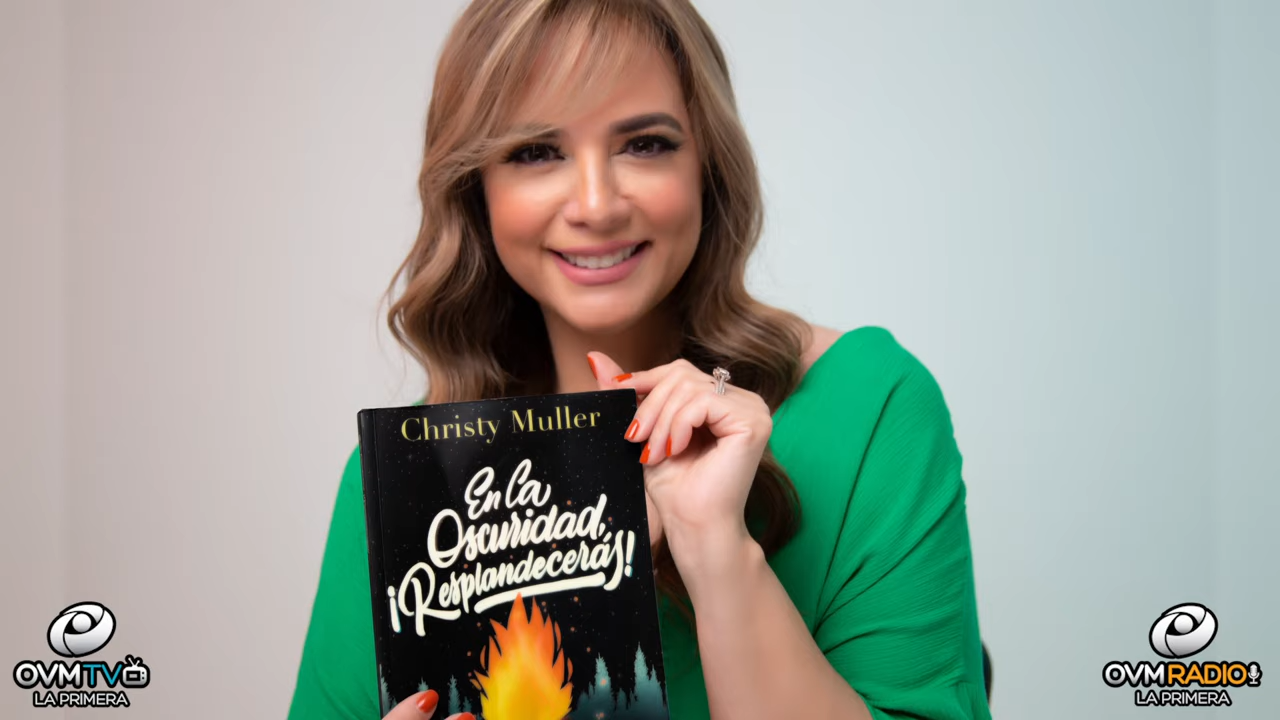 Christy Muller
En La
Oscuridad,
¡Resplandecerás!
OVMTV
LA PRIMERA
OVMRADIO
LA PRIMERA